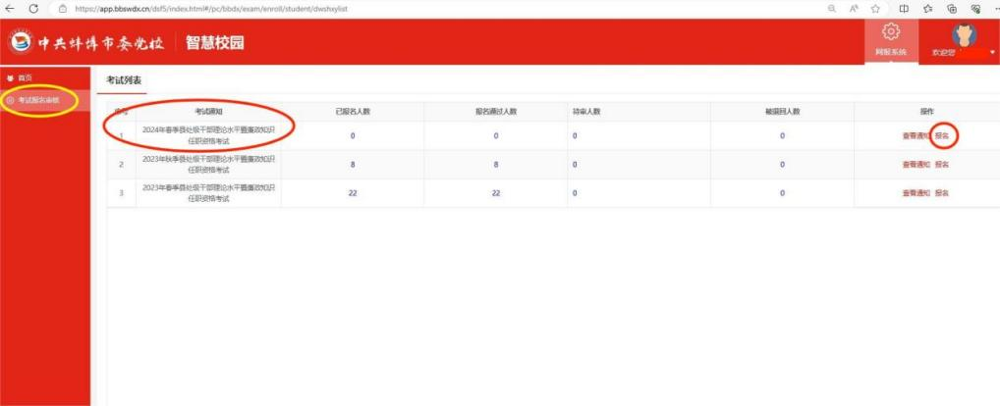 https://app.bbswdx.cn/dsf5/index.html#/pc/bbdx/exam/enroll/student/dwshxylist
中共蚌埠市委党校 智慧校园
网报系统
欢迎您
首页
考试报名审核
考试列表
序号 考试通知 已报名人数 报名通过人数 待审人数 被退回人数 操作
1 2024年春季县处级干部理论水平暨廉政知识 0 0 0 0 查看通知 报名
任职资格考试
2 2023年秋季县处级干部理论水平暨廉政知识 8 8 0 0 查看通知 报名
任职资格考试
3 2023年春季县处级干部理论水平暨廉政知识 22 22 0 0 查看通知 报名
任职资格考试